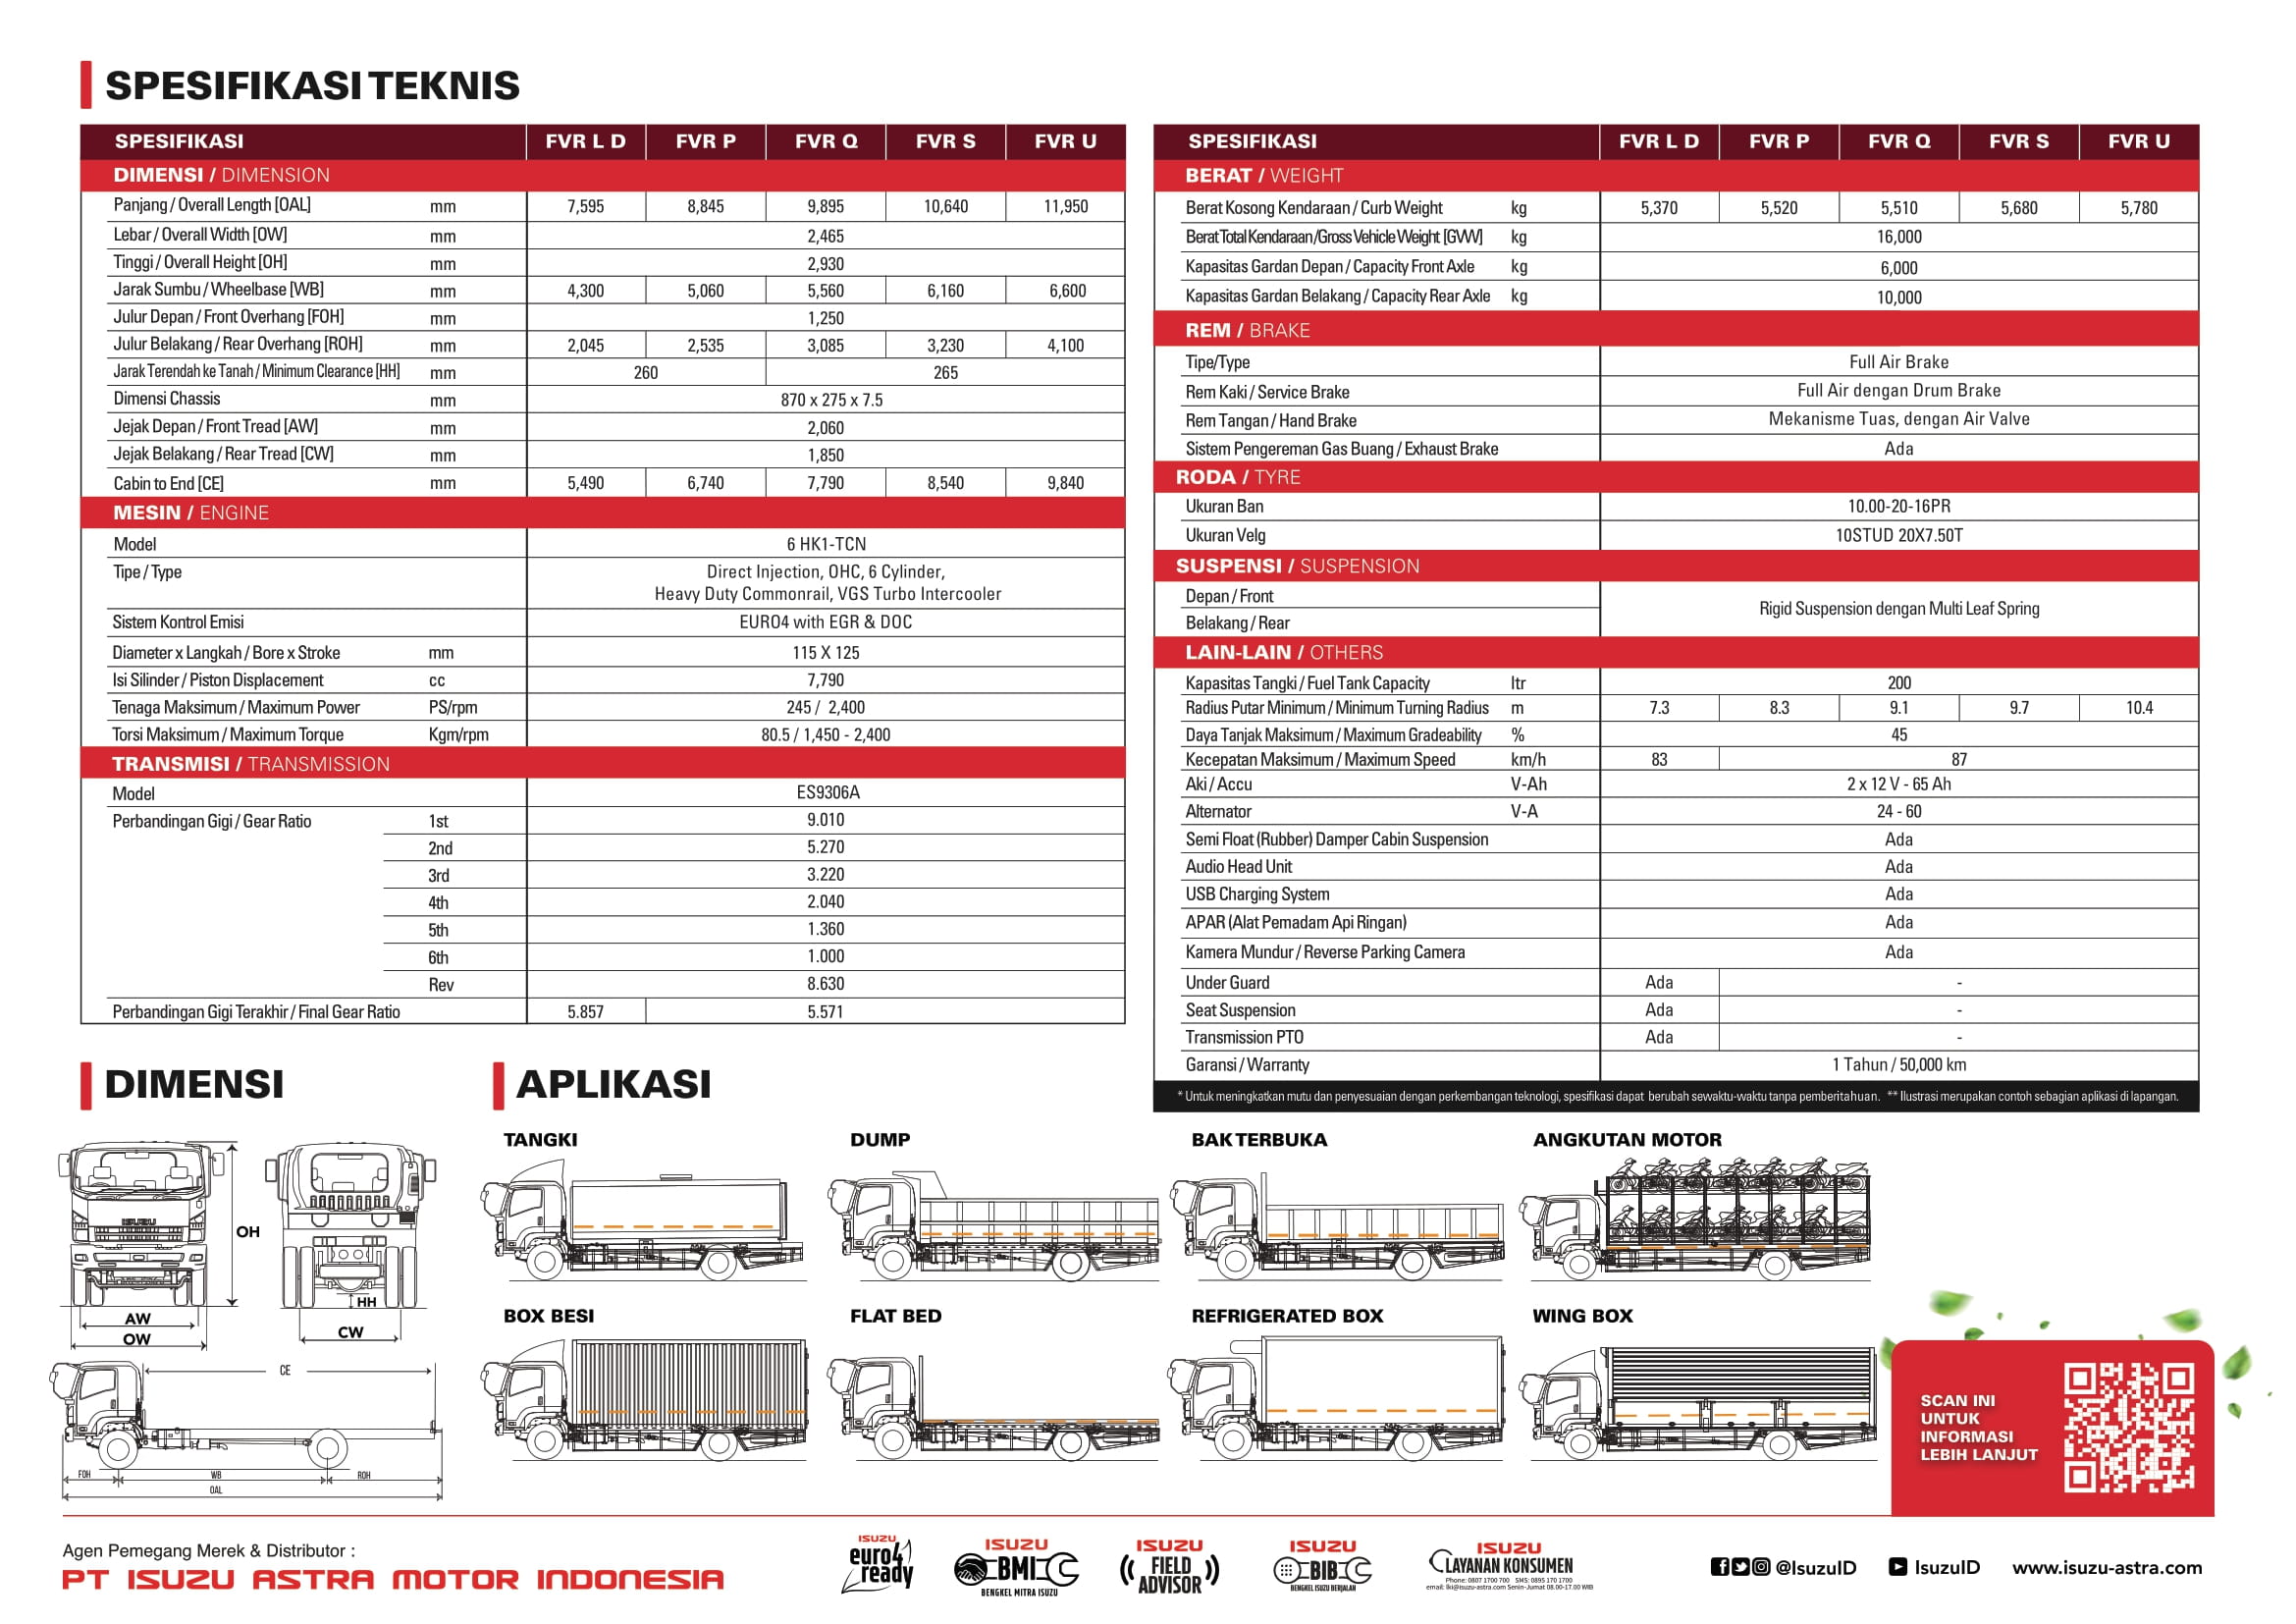 SPESIFIKASI TEKNIS
SPESIFIKASI FVR L D FVR P FVR Q FVR S FVR U
DIMENSI / DIMENSION
Panjang / Overall Length [OAL] mm 7,595 8,845 9,895 10,640 11,950
Lebar / Overall Width [OW] mm 2,465
Tinggi / Overall Height [OH] mm 2,930
Jarak Sumbu / Wheelbase [WB] mm 4,300 5,060 5,560 6,160 6,600
Julur Depan / Front Overhang [FOH] mm 1,250
Julur Belakang / Rear Overhang [ROH] mm 2,045 2,535 3,085 3,230 4,100
Jarak Terendah ke Tanah / Minimum Clearance [HH] mm 260 265
Dimensi Chassis mm 870 x 275 x 7.5
Jejak Depan / Front Tread [AW] mm 2,060
Jejak Belakang / Rear Tread [CW] mm 1,850
Cabin to End [CE] mm 5,490 6,740 7,790 8,540 9,840
MESIN / ENGINE
Model 6 HK1-TCN
Tipe / Type Direct Injection, OHC, 6 Cylinder,
Heavy Duty Commonrail, VGS Turbo Intercooler
Sistem Kontrol Emisi EURO4 with EGR & DOC
Diameter x Langkah / Bore x Stroke mm 115 X 125
Isi Silinder / Piston Displacement cc 7,790
Tenaga Maksimum / Maximum Power PS/rpm 245 / 2,400
Torsi Maksimum / Maximum Torque Kgm/rpm 80.5 / 1,450 - 2,400
TRANSMISI / TRANSMISSION
Model ES9306A
Perbandingan Gigi / Gear Ratio 1st 9.010
2nd 5.270
3rd 3.220
4th 2.040
5th 1.360
6th 1.000
Rev 8.630
Perbandingan Gigi Terakhir / Final Gear Ratio 5.857 5.571
SPESIFIKASI FVR L D FVR P FVR Q FVR S FVR U
BERAT / WEIGHT
Berat Kosong Kendaraan / Curb Weight kg 5,370 5,520 5,510 5,680 5,780
Berat Total Kendaraan /Gross Vehicle Weight [GVW] kg 16,000
Kapasitas Gardan Depan / Capacity Front Axle kg 6,000
Kapasitas Gardan Belakang / Capacity Rear Axle kg 10,000
REM / BRAKE
Tipe/Type Full Air Brake
Rem Kaki / Service Brake Full Air dengan Drum Brake
Rem Tangan / Hand Brake Mekanisme Tuas, dengan Air Valve
Sistem Pengereman Gas Buang / Exhaust Brake Ada
RODA / TYRE
Ukuran Ban 10.00-20-16PR
Ukuran Velg 10STUD 20X7.50T
SUSPENSI / SUSPENSION
Depan / Front
Rigid Suspension dengan Multi Leaf Spring
Belakang / Rear
LAIN-LAIN / OTHERS
Kapasitas Tangki / Fuel Tank Capacity ltr 200
Radius Putar Minimum / Minimum Turning Radius m 7.3 8.3 9.1 9.7 10.4
Daya Tanjak Maksimum / Maximum Gradeability % 45
Kecepatan Maksimum / Maximum Speed km/h 83 87
Aki / Accu V-Ah 2 x 12 V - 65 Ah
Alternator V-A 24 - 60
Semi Float (Rubber) Damper Cabin Suspension Ada
Audio Head Unit Ada
USB Charging System Ada
APAR (Alat Pemadam Api Ringan) Ada
Kamera Mundur / Reverse Parking Camera Ada
Under Guard Ada -
Seat Suspension Ada -
Transmission PTO Ada -
Garansi / Warranty 1 Tahun / 50,000 km
* Untuk meningkatkan mutu dan penyesuaian dengan perkembangan teknologi, spesifikasi dapat berubah sewaktu-waktu tanpa pemberitahuan. ** Ilustrasi merupakan contoh sebagian aplikasi di lapangan.
DIMENSI
ISUZU
OH
HH
AW
OW
CW
CE
FOH
WB
ROH
OAL
APLIKASI
TANGKI
DUMP
BAK TERBUKA
ANGKUTAN MOTOR
BOX BESI
FLAT BED
REFRIGERATED BOX
WING BOX
SCAN INI
UNTUK
INFORMASI
LEBIH LANJUT
Agen Pemegang Merek & Distributor :
PT ISUZU ASTRA MOTOR INDONESIA
ISUZU
euro4
ready
ISUZU
BMI
BENGKEL MITRA ISUZU
ISUZU
FIELD
ADVISOR
ISUZU
BIB
BENGKEL ISUZU BERJALAN
ISUZU
LAYANAN KONSUMEN
Phone: 0807 1700 700 SMS: 0895 170 1700
email: lki@isuzu-astra.com Senin-Jumat 08.00-17.00 WIB
@IsuzuID
IsuzuID
www.isuzu-astra.com